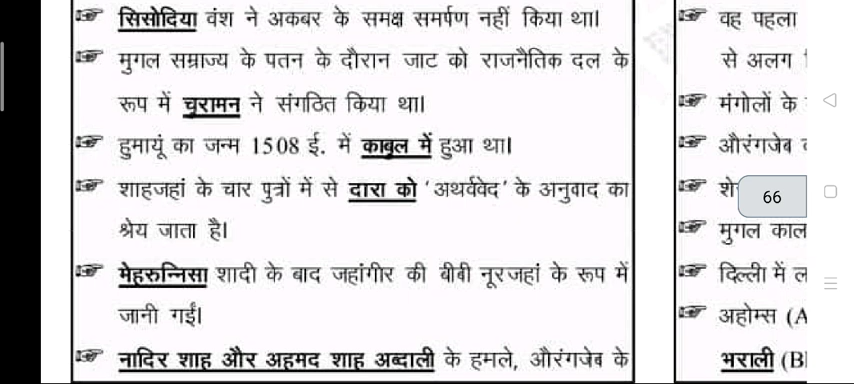 सिसोदिया वंश ने अकबर के समक्ष समर्पण नहीं किया था।
मुगल सम्राज्य के पतन के दौरान जाट को राजनैतिक दल के
रूप में चुरामन ने संगठित किया था।
हुमायूं का जन्म 1508 ई. में काबुल में हुआ था।
शाहजहां के चार पुत्रों में से दारा को 'अथर्ववेद' के अनुवाद का
श्रेय जाता है।
मेहरुन्निसा शादी के बाद जहांगीर की बीबी नूरजहां के रूप में
जानी गईं।
नादिर शाह और अहमद शाह अब्दाली के हमले, औरंगजेब के
वह पहला
से अलग
मंगोलों के
औरंगजेब
शे
66
मुगल काल
दिल्ली में ल
अहोम्स (A
भराली (B